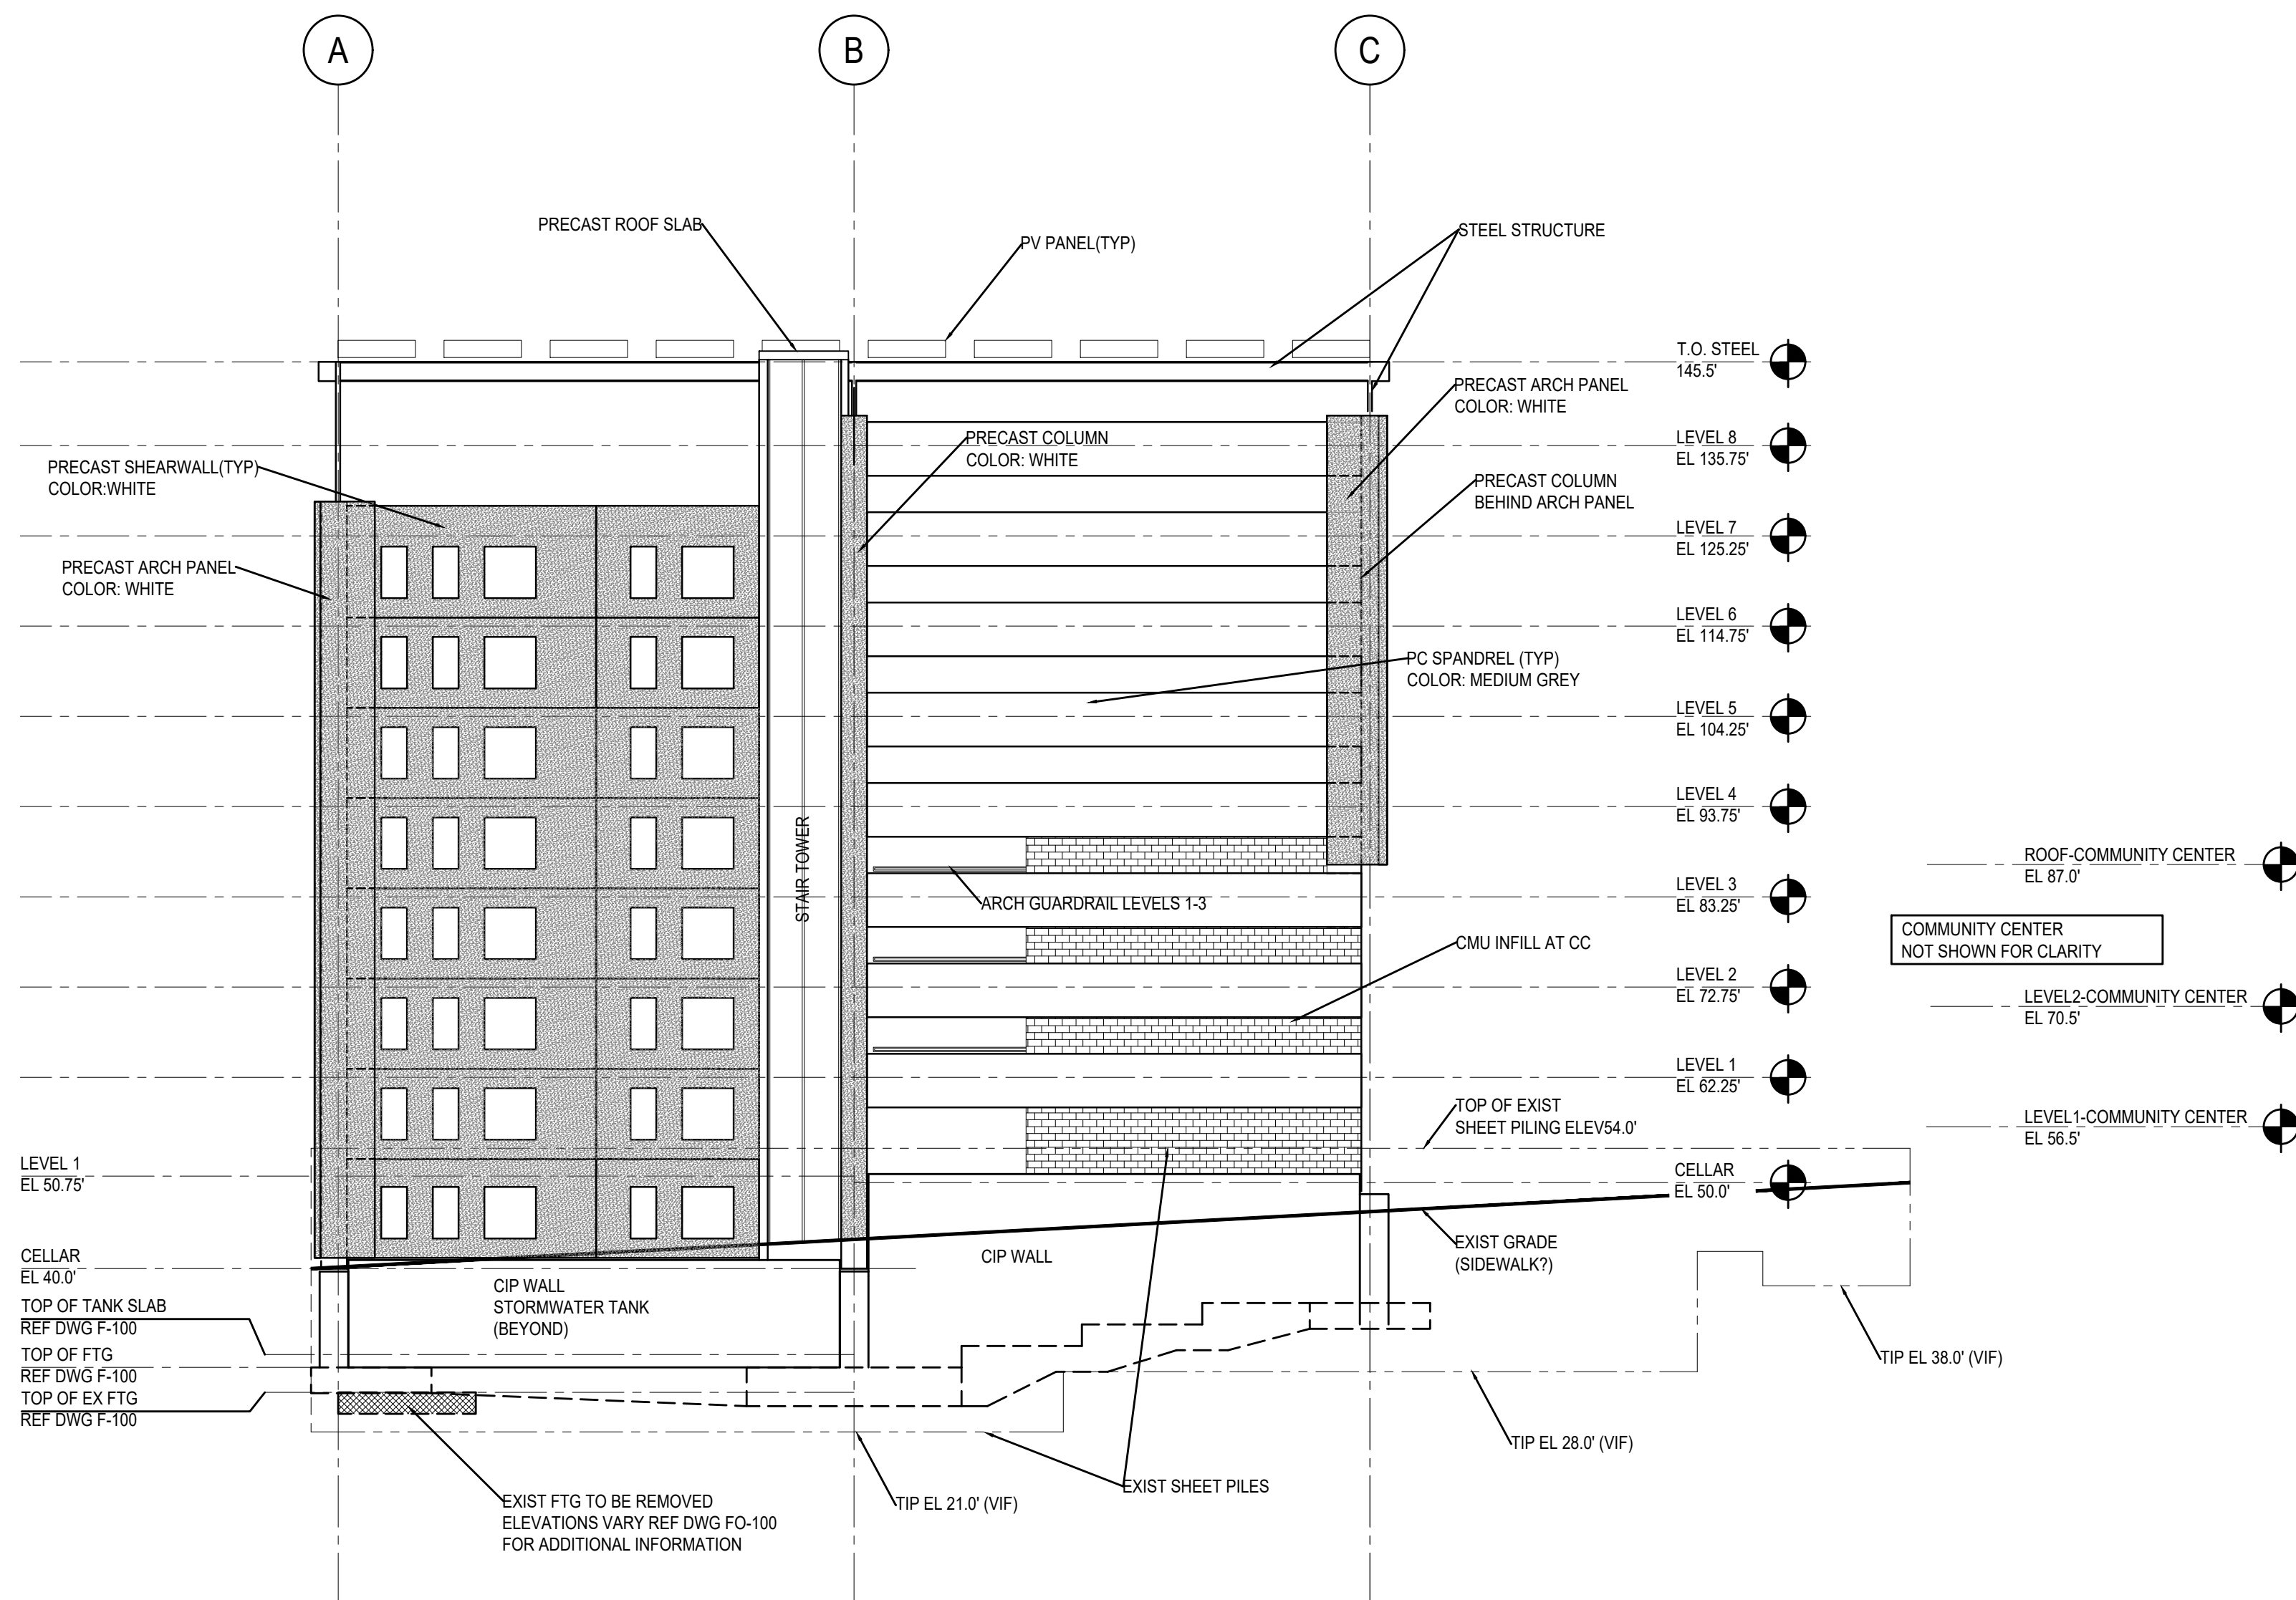 A
B
C
PRECAST ROOF SLAB
PV PANEL(TYP)
STEEL STRUCTURE
T.O. STEEL
145.5'
PRECAST ARCH PANEL
COLOR: WHITE
PRECAST COLUMN
COLOR: WHITE
LEVEL 8
EL 135.75'
PRECAST SHEARWALL(TYP)
COLOR:WHITE
PRECAST COLUMN
BEHIND ARCH PANEL
LEVEL 7
EL 125.25'
PRECAST ARCH PANEL
COLOR: WHITE
LEVEL 6
EL 114.75'
PC SPANDREL (TYP)
COLOR: MEDIUM GREY
LEVEL 5
EL 104.25'
LEVEL 4
EL 93.75'
STAIR TOWER
ROOF-COMMUNITY CENTER
EL 87.0'
ARCH GUARDRAIL LEVELS 1-3
LEVEL 3
EL 83.25'
COMMUNITY CENTER
NOT SHOWN FOR CLARITY
CMU INFILL AT CC
LEVEL 2
EL 72.75'
LEVEL2-COMMUNITY CENTER
EL 70.5'
LEVEL 1
EL 62.25'
TOP OF EXIST
SHEET PILING ELEV54.0'
LEVEL1-COMMUNITY CENTER
EL 56.5'
LEVEL 1
EL 50.75'
CELLAR
EL 50.0'
EXIST GRADE
(SIDEWALK?)
CIP WALL
CELLAR
EL 40.0'
CIP WALL
STORMWATER TANK
(BEYOND)
TOP OF TANK SLAB
REF DWG F-100
TOP OF FTG
REF DWG F-100
TOP OF EX FTG
REF DWG F-100
TIP EL 38.0' (VIF)
TIP EL 28.0' (VIF)
EXIST SHEET PILES
TIP EL 21.0' (VIF)
EXIST FTG TO BE REMOVED
ELEVATIONS VARY REF DWG FO-100
FOR ADDITIONAL INFORMATION